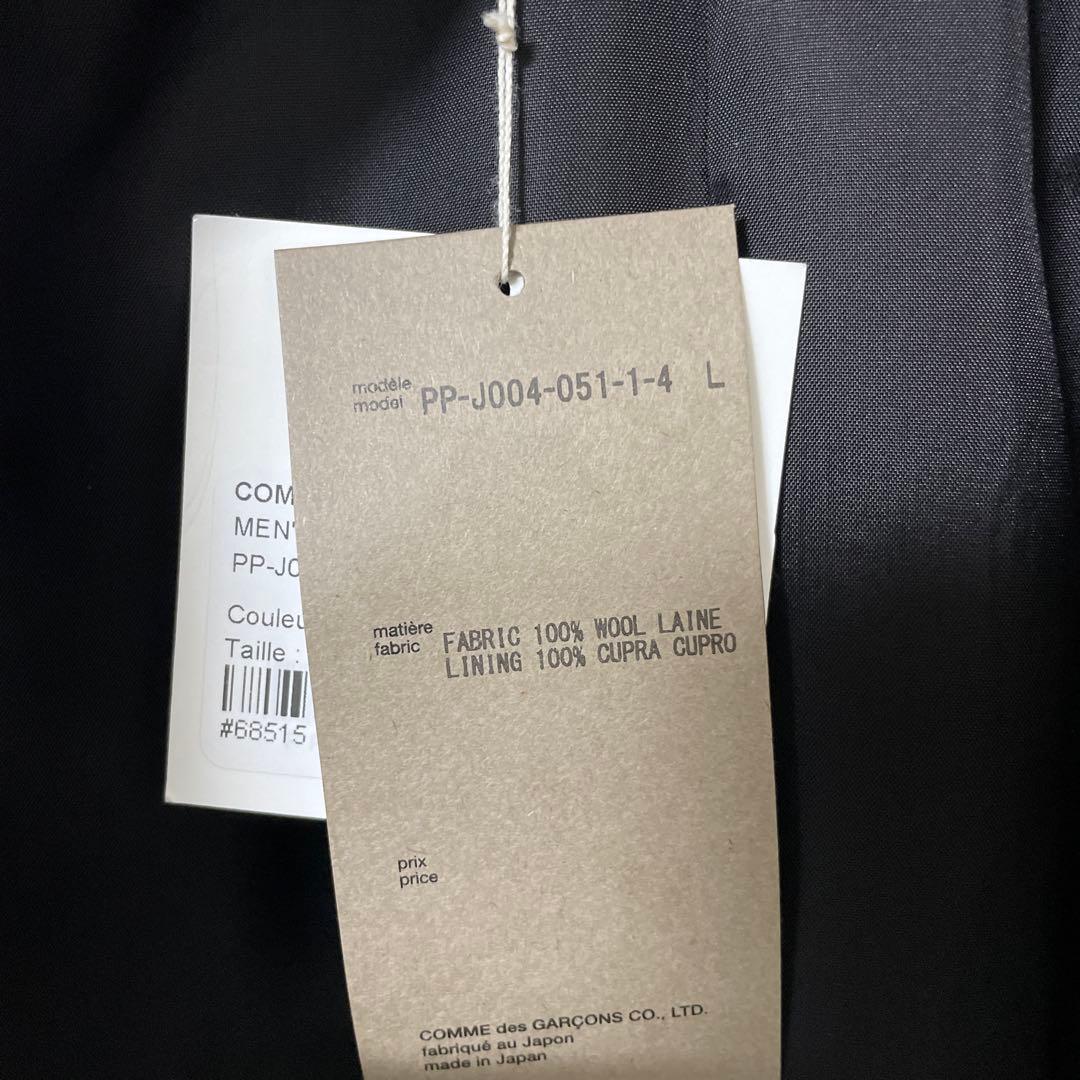 modèle
model PP-J004-051-1-4 L
COM
MEN'
PP-J0
Couleu
Taille :
#68515
matière
fabric
FABRIC 100% WOOL LAINE
LINING 100% CUPRA CUPRO
prix
price
COMME des GARÇONS CO., LTD.
fabriqué au Japon
made in Japan